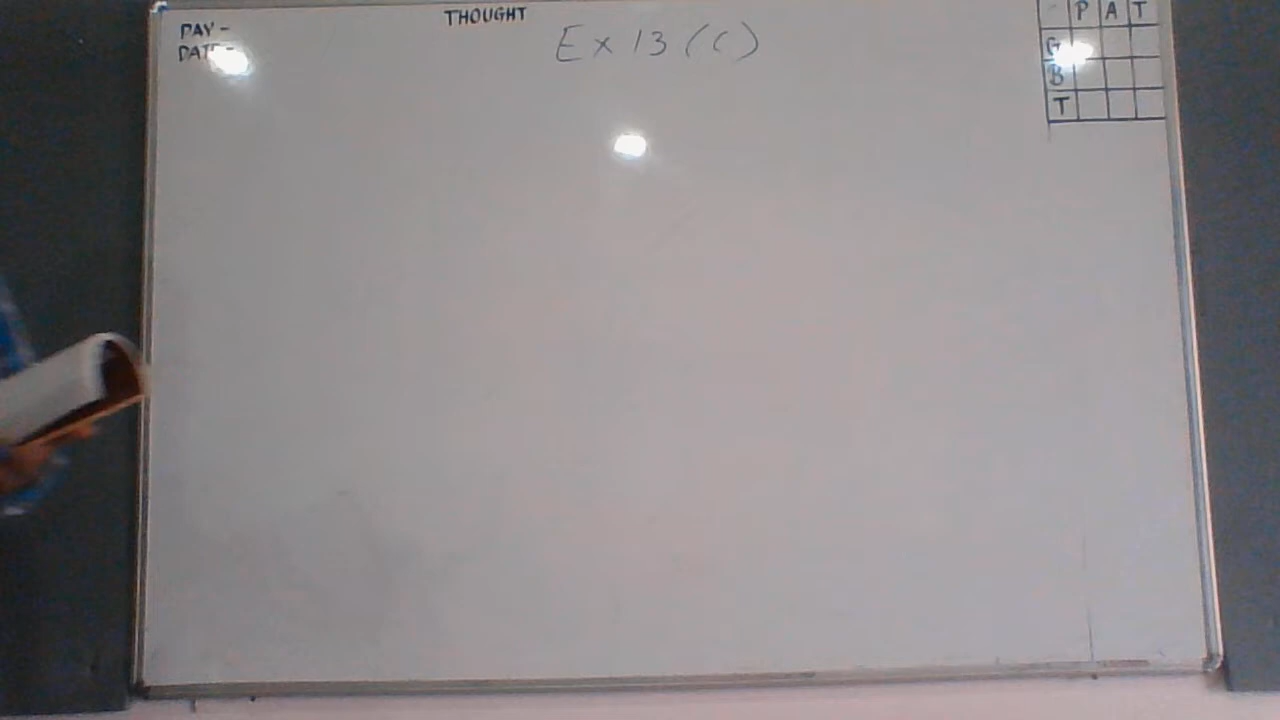 THOUGHT
DAY-
DATE-
Ex 13 (C)
P A T
G
B
T